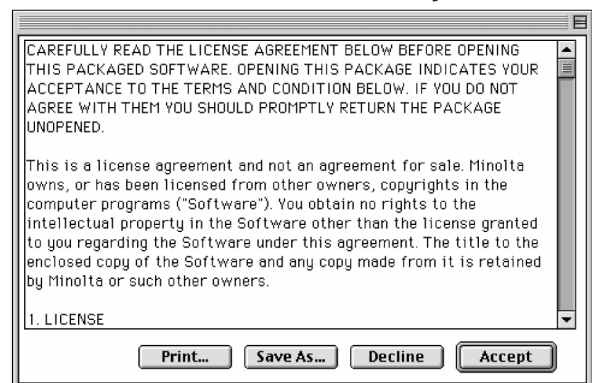 CAREFULLY READ THE LICENSE AGREEMENT BELOW BEFORE OPENING
THIS PACKAGED SOFTWARE. OPENING THIS PACKAGE INDICATES YOUR
ACCEPTANCE TO THE TERMS AND CONDITION BELOW. IF YOU DO NOT
AGREE WITH THEM YOU SHOULD PROMPTLY RETURN THE PACKAGE
UNOPENED.
This is a license agreement and not an agreement for sale. Minolta
owns, or has been licensed from other owners, copyrights in the
computer programs ("Software"). You obtain no rights to the
intellectual property in the Software other than the license granted
to you regarding the Software under this agreement. The title to the
enclosed copy of the Software and any copy made from it is retained
by Minolta or such other owners.
1. LICENSE
Print... Save As... Decline Accept